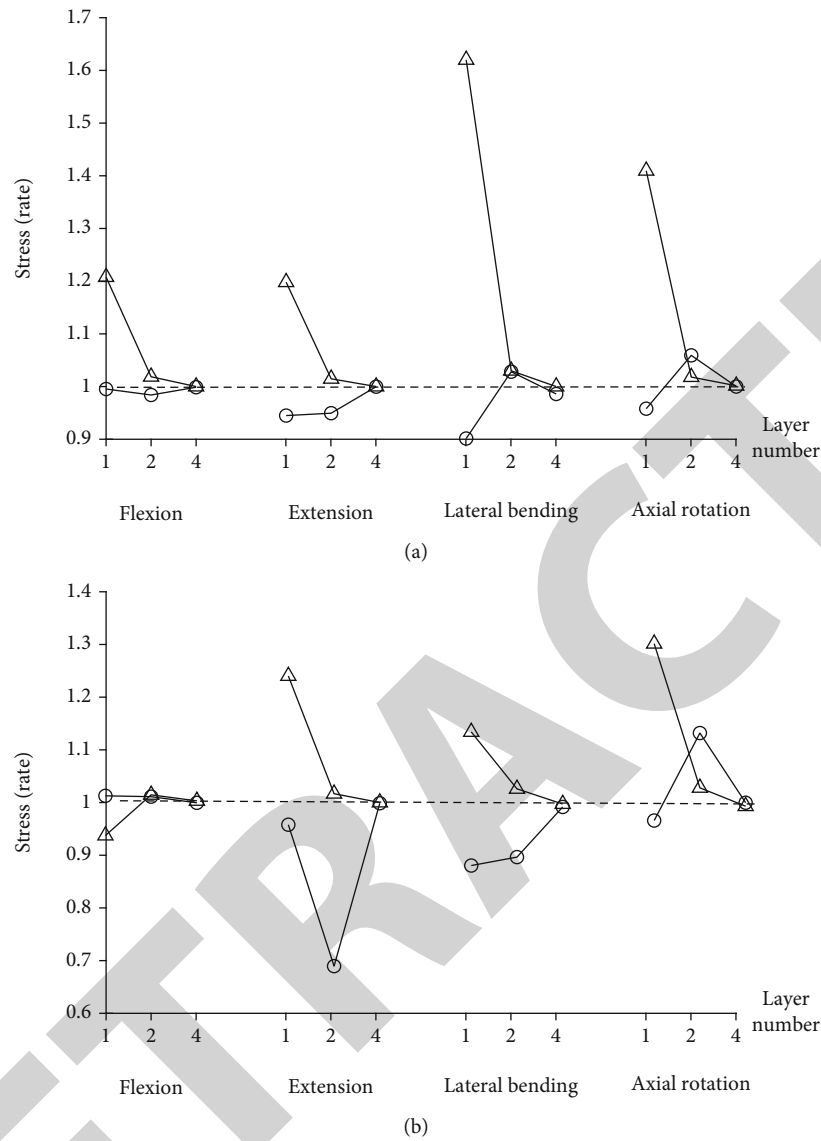 1.7
1.6
1.5
1.4
1.3
1.2
1.1
1
0.9
Stress (rate)
1 2 4 1 2 4 1 2 4 1 2 4
Layer
number
Flexion Extension Lateral bending Axial rotation
(a)
1.4
1.3
1.2
1.1
1
0.9
0.8
0.7
0.6
Stress (rate)
1 2 4 1 2 4 1 2 4 1 2 4
Layer
number
Flexion Extension Lateral bending Axial rotation
(b)